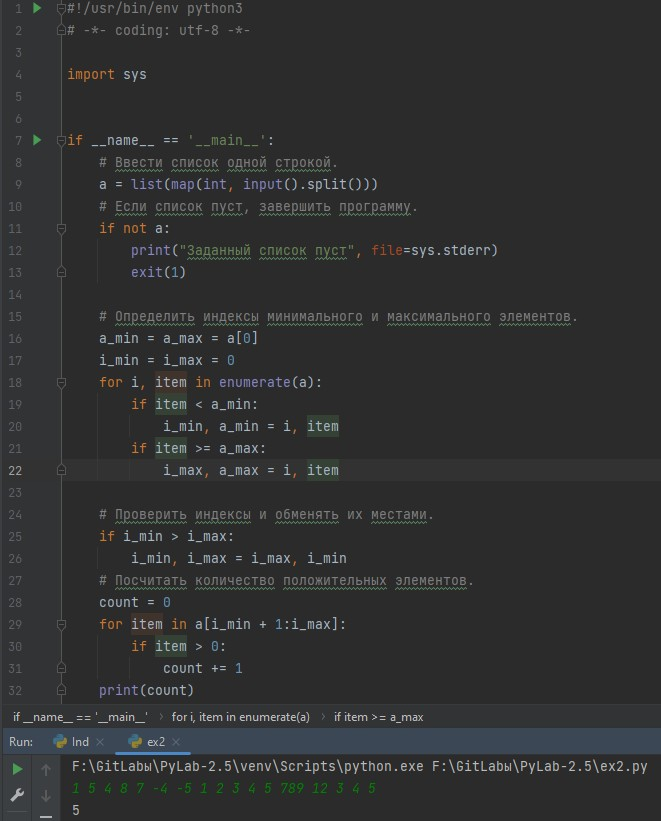 1 #!/usr/bin/env python3
2 # -*- coding: utf-8 -*-
3
4 import sys
5
6
7 if __name__ == '__main__':
8     # Ввести список одной строкой.
9     a = list(map(int, input().split()))
10     # Если список пуст, завершить программу.
11     if not a:
12         print("Заданный список пуст", file=sys.stderr)
13         exit(1)
14
15     # Определить индексы минимального и максимального элементов.
16     a_min = a_max = a[0]
17     i_min = i_max = 0
18     for i, item in enumerate(a):
19         if item < a_min:
20             i_min, a_min = i, item
21         if item >= a_max:
22             i_max, a_max = i, item
23
24     # Проверить индексы и обменять их местами.
25     if i_min > i_max:
26         i_min, i_max = i_max, i_min
27     # Посчитать количество положительных элементов.
28     count = 0
29     for item in a[i_min + 1:i_max]:
30         if item > 0:
31             count += 1
32     print(count)
if __name__ == '__main__' › for i, item in enumerate(a) › if item >= a_max
Run: Ind × ex2 ×
F:\GitLabы\PyLab-2.5\venv\Scripts\python.exe F:\GitLabы\PyLab-2.5\ex2.py
1 5 4 8 7 -4 -5 1 2 3 4 5 789 12 3 4 5
5